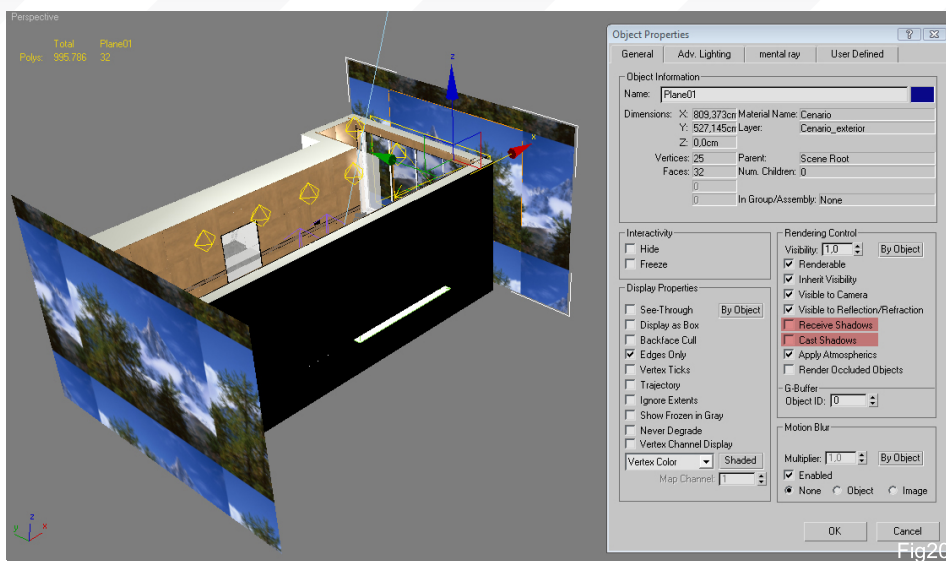 Perspective
Total Plane01
Polys: 995.786 32
z
x
z
y x
Object Properties
General Adv. Lighting mental ray User Defined
Object Information
Name: Plane01
Dimensions: X: 809,373cm Material Name: Cenario
Y: 527,145cm Layer: Cenario_exterior
Z: 0,0cm
Vertices: 25 Parent: Scene Root
Faces: 32 Num. Children: 0
0
0 In Group/Assembly: None
Interactivity
Hide
Freeze
Display Properties
See-Through By Object
Display as Box
Backface Cull
Edges Only
Vertex Ticks
Trajectory
Ignore Extents
Show Frozen in Gray
Never Degrade
Vertex Channel Display
Vertex Color Shaded
Map Channel: 1
Rendering Control
Visibility: 1,0 By Object
Renderable
Inherit Visibility
Visible to Camera
Visible to Reflection/Refraction
Receive Shadows
Cast Shadows
Apply Atmospherics
Render Occluded Objects
G-Buffer
Object ID: 0
Motion Blur
Multiplier: 1,0 By Object
Enabled
None Object Image
OK Cancel
Fig20